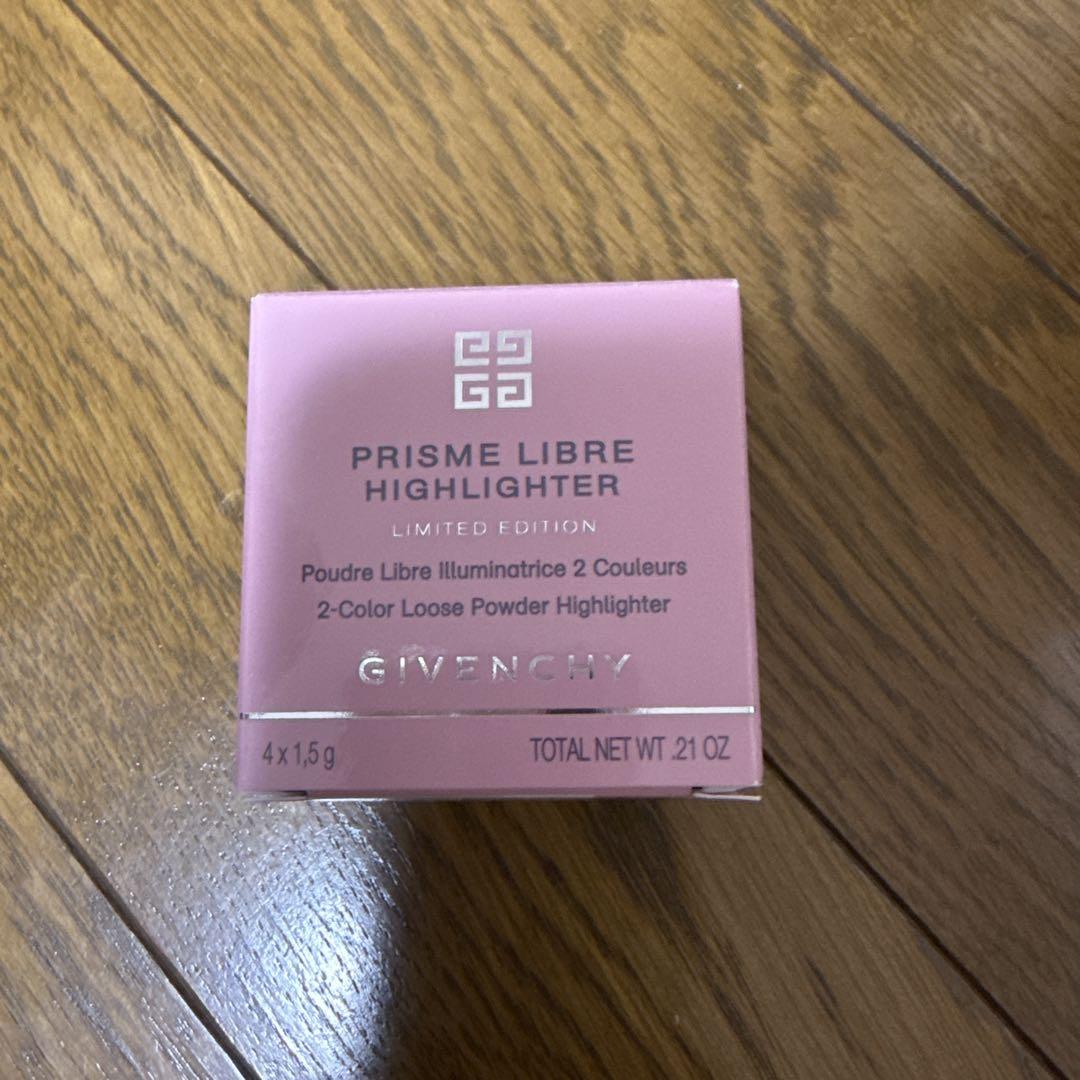 PRISME LIBRE
HIGHLIGHTER
LIMITED EDITION
Poudre Libre Illuminatrice 2 Couleurs
2-Color Loose Powder Highlighter
GIVENCHY
4 x 1,5 g TOTAL NET WT .21 OZ